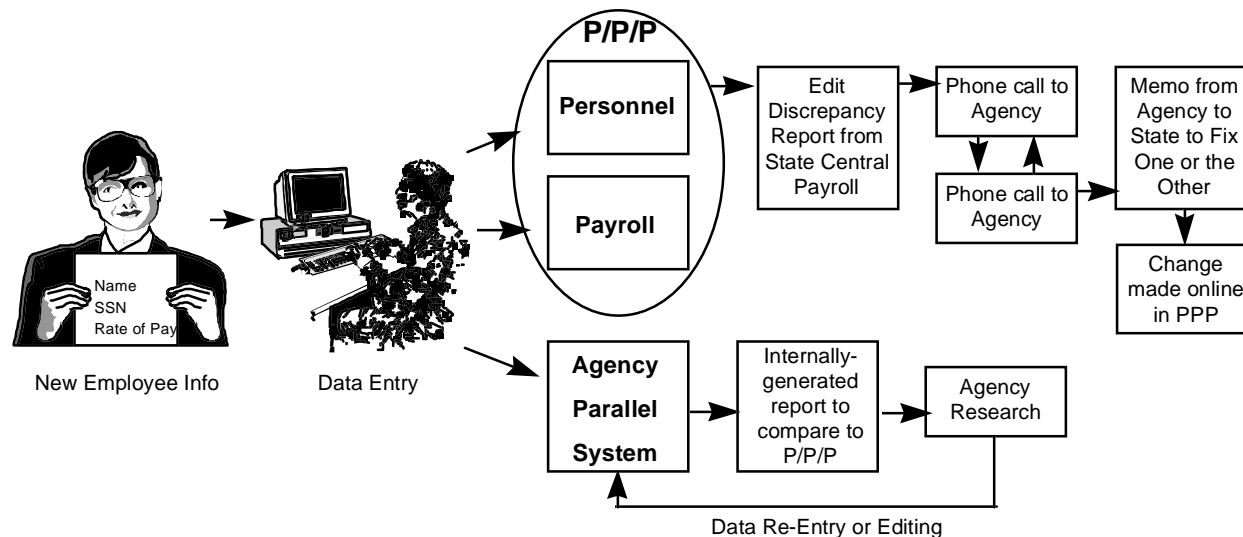 P/P/P
Personnel
Payroll
Edit
Discrepancy
Report from
State Central
Payroll
Phone call to
Agency
Phone call to
Agency
Memo from
Agency to
State to Fix
One or the
Other
Change
made online
in PPP
Name
SSN
Rate of Pay
New Employee Info
Data Entry
Agency
Parallel
System
Internally-
generated
report to
compare to
P/P/P
Agency
Research
Data Re-Entry or Editing